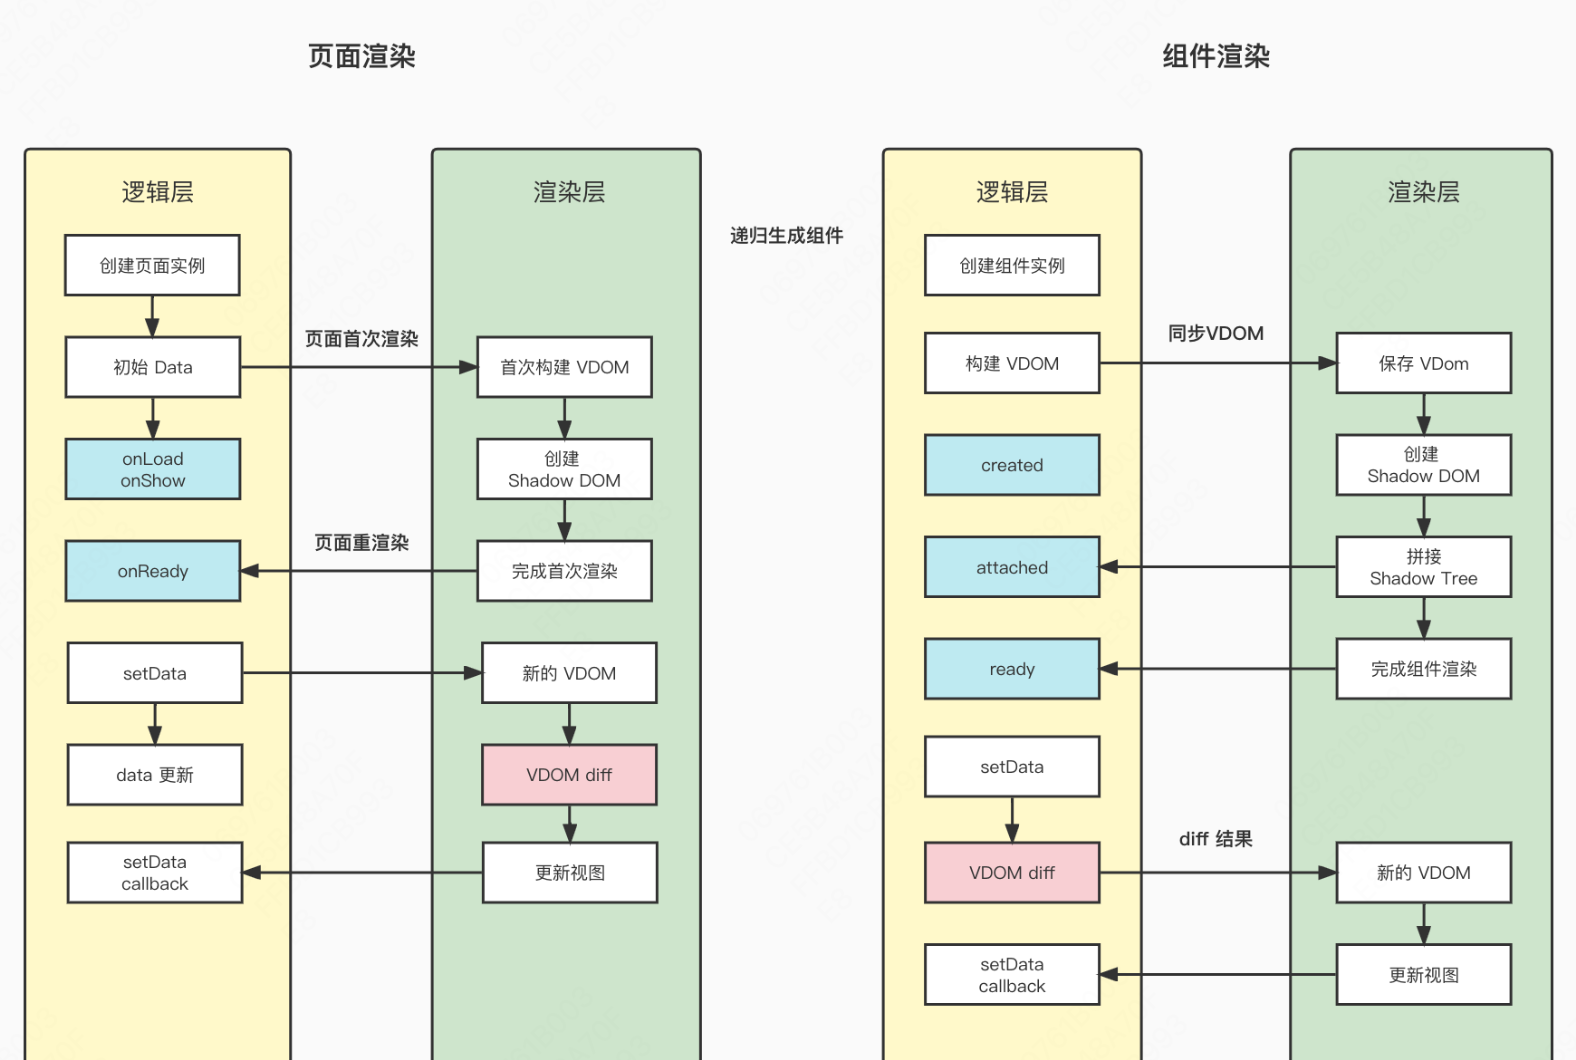 页面渲染
组件渲染
逻辑层
渲染层
创建页面实例
初始 Data
页面首次渲染
首次构建 VDOM
onLoad
onShow
创建
Shadow DOM
页面重渲染
onReady
完成首次渲染
setData
新的 VDOM
data 更新
VDOM diff
setData
callback
更新视图
递归生成组件
逻辑层
渲染层
创建组件实例
构建 VDOM
同步VDOM
保存 VDom
created
创建
Shadow DOM
attached
拼接
Shadow Tree
ready
完成组件渲染
setData
VDOM diff
diff 结果
新的 VDOM
setData
callback
更新视图